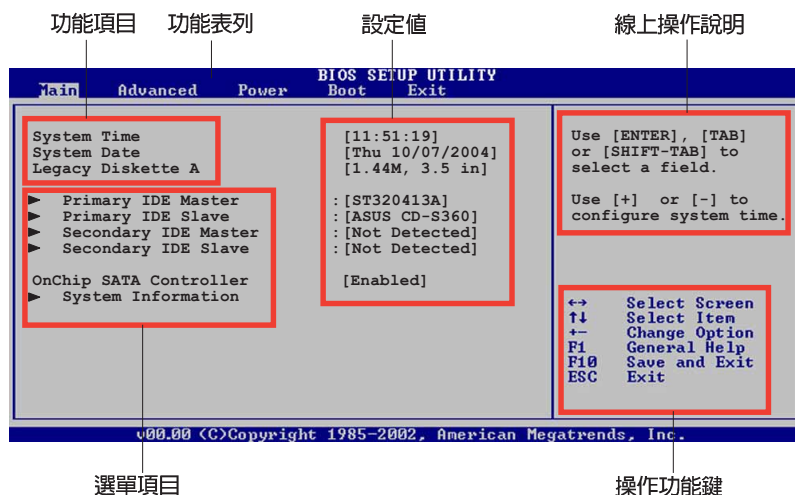 功能項目 功能表列 設定值 線上操作說明
BIOS SETUP UTILITY
Main Advanced Power Boot Exit
System Time [11:51:19]
System Date [Thu 10/07/2004]
Legacy Diskette A [1.44M, 3.5 in]
► Primary IDE Master :[ST320413A]
► Primary IDE Slave :[ASUS CD-S360]
► Secondary IDE Master :[Not Detected]
► Secondary IDE Slave :[Not Detected]
OnChip SATA Controller [Enabled]
► System Information
Use [ENTER], [TAB]
or [SHIFT-TAB] to
select a field.
Use [+] or [-] to
configure system time.
←→ Select Screen
↑↓ Select Item
+- Change Option
F1 General Help
F10 Save and Exit
ESC Exit
v00.00 (C)Copyright 1985-2002, American Megatrends, Inc.
選單項目 操作功能鍵